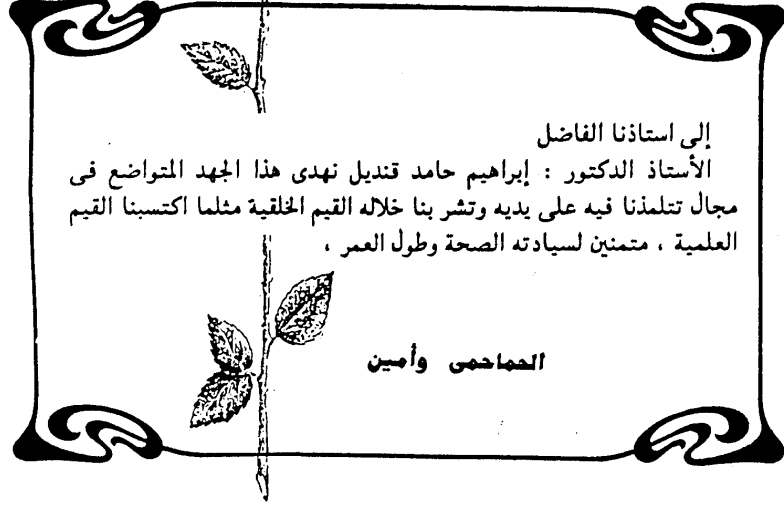 إلى استاذنا الفاضل
الأستاذ الدكتور : إبراهيم حامد قنديل نهدى هذا الجهد المتواضع فى
مجال تتلمذنا فيه على يديه وتشر بنا خلاله القيم الخلقية مثلما اكتسبنا القيم
العلمية ، متمنين لسيادته الصحة وطول العمر ،
الحماحمى وأمين